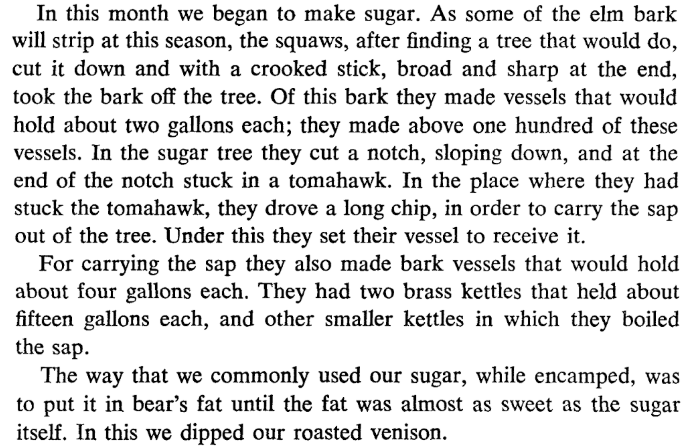 In this month we began to make sugar. As some of the elm bark
will strip at this season, the squaws, after finding a tree that would do,
cut it down and with a crooked stick, broad and sharp at the end,
took the bark off the tree. Of this bark they made vessels that would
hold about two gallons each; they made above one hundred of these
vessels. In the sugar tree they cut a notch, sloping down, and at the
end of the notch stuck in a tomahawk. In the place where they had
stuck the tomahawk, they drove a long chip, in order to carry the sap
out of the tree. Under this they set their vessel to receive it.
For carrying the sap they also made bark vessels that would hold
about four gallons each. They had two brass kettles that held about
fifteen gallons each, and other smaller kettles in which they boiled
the sap.
The way that we commonly used our sugar, while encamped, was
to put it in bear's fat until the fat was almost as sweet as the sugar
itself. In this we dipped our roasted venison.